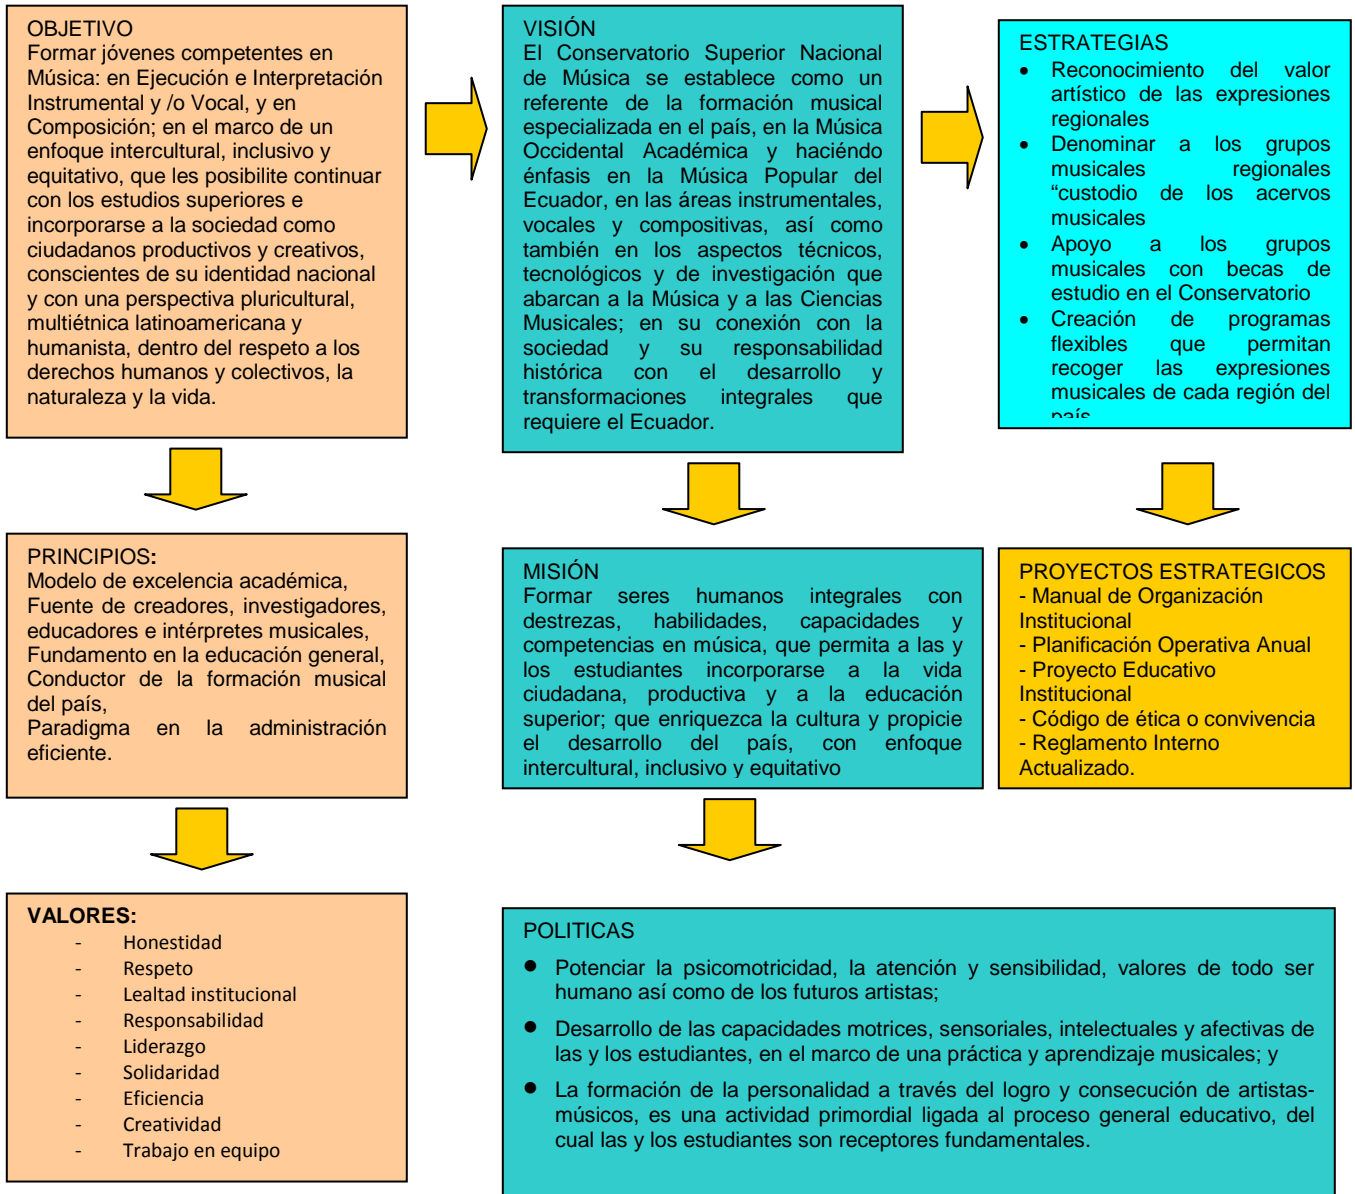 OBJETIVO
Formar jóvenes competentes en
Música: en Ejecución e Interpretación
Instrumental y /o Vocal, y en
Composición; en el marco de un
enfoque intercultural, inclusivo y
equitativo, que les posibilite continuar
con los estudios superiores e
incorporarse a la sociedad como
ciudadanos productivos y creativos,
conscientes de su identidad nacional
y con una perspectiva pluricultural,
multiétnica latinoamericana y
humanista, dentro del respeto a los
derechos humanos y colectivos, la
naturaleza y la vida.
VISIÓN
El Conservatorio Superior Nacional
de Música se establece como un
referente de la formación musical
especializada en el país, en la Música
Occidental Académica y haciéndo
énfasis en la Música Popular del
Ecuador, en las áreas instrumentales,
vocales y compositivas, así como
también en los aspectos técnicos,
tecnológicos y de investigación que
abarcan a la Música y a las Ciencias
Musicales; en su conexión con la
sociedad y su responsabilidad
histórica con el desarrollo y
transformaciones integrales que
requiere el Ecuador.
ESTRATEGIAS
• Reconocimiento del valor
artístico de las expresiones
regionales
• Denominar a los grupos
musicales regionales
“custodio de los acervos
musicales
• Apoyo a los grupos
musicales con becas de
estudio en el Conservatorio
• Creación de programas
flexibles que permitan
recoger las expresiones
musicales de cada región del
país
PRINCIPIOS:
Modelo de excelencia académica,
Fuente de creadores, investigadores,
educadores e intérpretes musicales,
Fundamento en la educación general,
Conductor de la formación musical
del país,
Paradigma en la administración
eficiente.
MISIÓN
Formar seres humanos integrales con
destrezas, habilidades, capacidades y
competencias en música, que permita a las y
los estudiantes incorporarse a la vida
ciudadana, productiva y a la educación
superior; que enriquezca la cultura y propicie
el desarrollo del país, con enfoque
intercultural, inclusivo y equitativo
PROYECTOS ESTRATEGICOS
- Manual de Organización
Institucional
- Planificación Operativa Anual
- Proyecto Educativo
Institucional
- Código de ética o convivencia
- Reglamento Interno
Actualizado.
VALORES:
- Honestidad
- Respeto
- Lealtad institucional
- Responsabilidad
- Liderazgo
- Solidaridad
- Eficiencia
- Creatividad
- Trabajo en equipo
POLITICAS
• Potenciar la psicomotricidad, la atención y sensibilidad, valores de todo ser
humano así como de los futuros artistas;
• Desarrollo de las capacidades motrices, sensoriales, intelectuales y afectivas de
las y los estudiantes, en el marco de una práctica y aprendizaje musicales; y
• La formación de la personalidad a través del logro y consecución de artistas-
músicos, es una actividad primordial ligada al proceso general educativo, del
cual las y los estudiantes son receptores fundamentales.